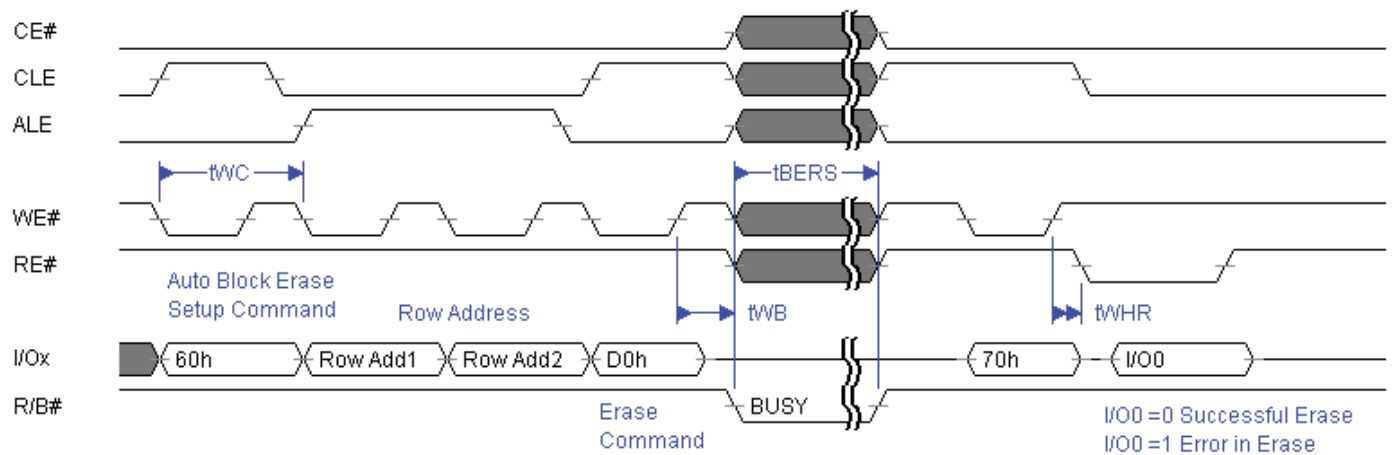 CE#
CLE
ALE
tWC
tBERS
WE#
RE#
Auto Block Erase
Setup Command
Row Address
tWB
tWHR
I/Ox
60h
Row Add1
Row Add2
D0h
70h
I/O0
R/B#
BUSY
Erase
Command
I/O0 =0 Successful Erase
I/O0 =1 Error in Erase